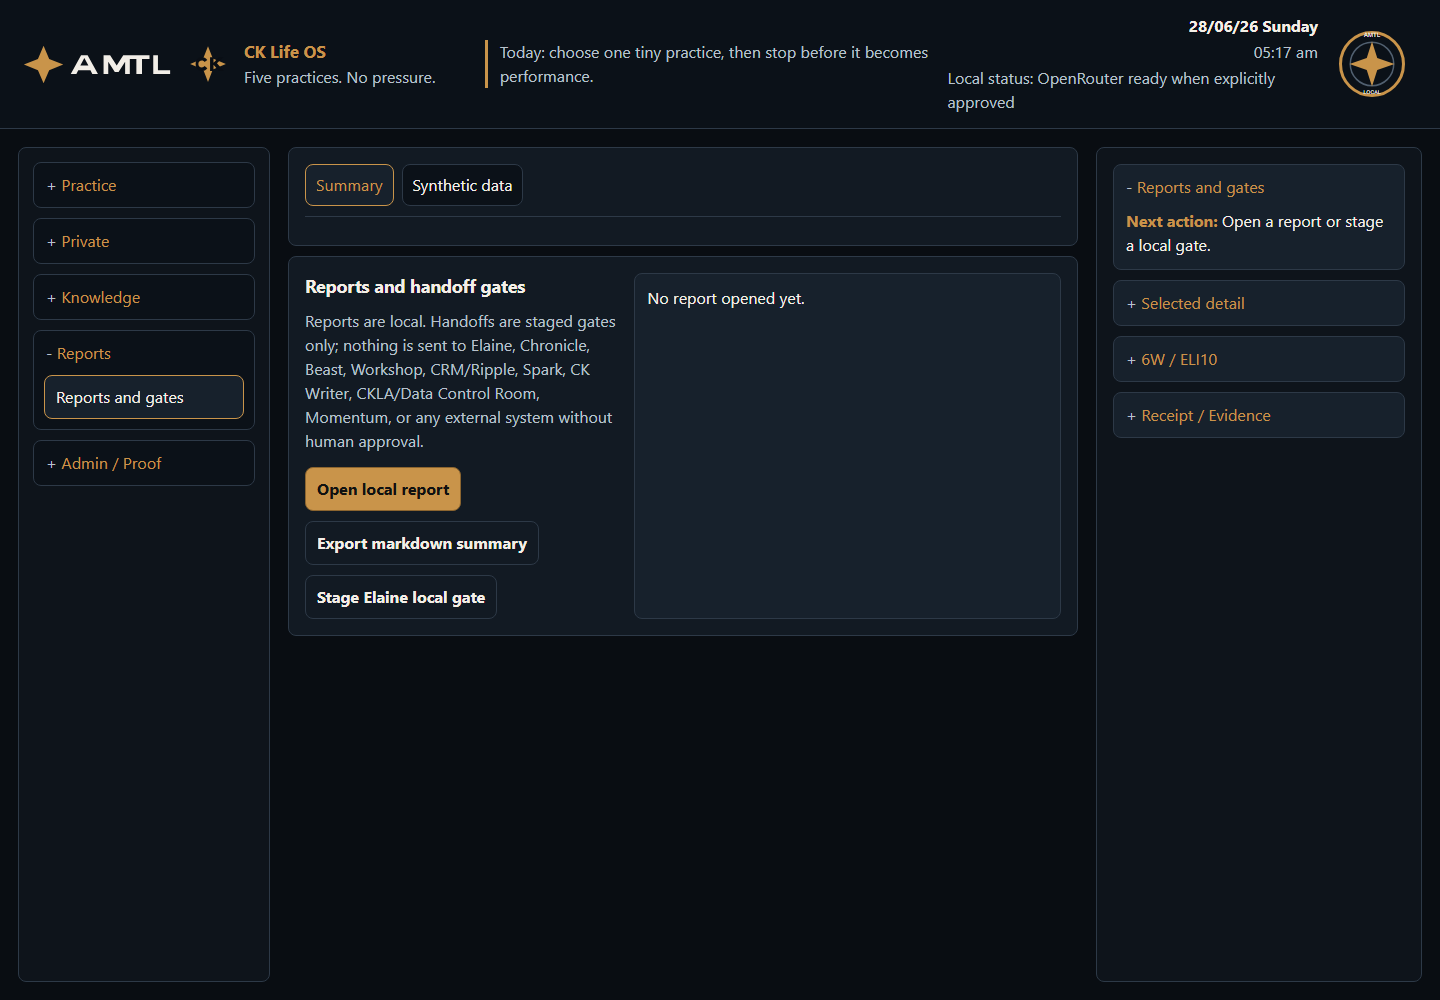 AMTL
CK Life OS
Five practices. No pressure.
Today: choose one tiny practice, then stop before it becomes
performance.
28/06/26 Sunday
05:17 am
Local status: OpenRouter ready when explicitly
approved
AMTL
LOCAL
+ Practice
+ Private
+ Knowledge
- Reports
Reports and gates
+ Admin / Proof
Summary
Synthetic data
Reports and handoff gates
Reports are local. Handoffs are staged gates
only; nothing is sent to Elaine, Chronicle,
Beast, Workshop, CRM/Ripple, Spark, CK
Writer, CKLA/Data Control Room,
Momentum, or any external system without
human approval.
Open local report
Export markdown summary
Stage Elaine local gate
No report opened yet.
- Reports and gates
Next action: Open a report or stage
a local gate.
+ Selected detail
+ 6W / ELI10
+ Receipt / Evidence